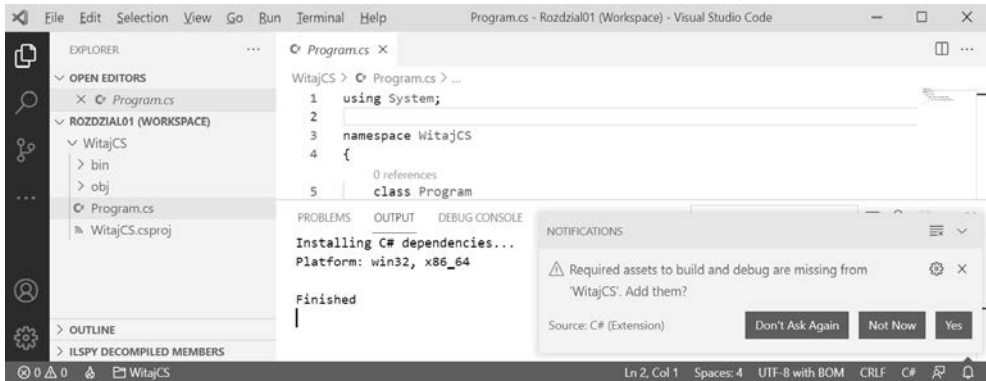 File Edit Selection View Go Run Terminal Help Program.cs - Rozdzial01 (Workspace) - Visual Studio Code
EXPLORER ...
OPEN EDITORS
Program.cs
ROZDZIAL01 (WORKSPACE)
WitajCS
bin
obj
Program.cs
WitajCS.csproj
OUTLINE
ILSPY DECOMPILED MEMBERS
Program.cs
WitajCS > Program.cs > ...
1 using System;
2
3 namespace WitajCS
4 {
0 references
5 class Program
PROBLEMS OUTPUT DEBUG CONSOLE
Installing C# dependencies...
Platform: win32, x86_64
Finished
NOTIFICATIONS
Required assets to build and debug are missing from
'WitajCS'. Add them?
Source: C# (Extension) Don't Ask Again Not Now Yes
0 0 WitajCS Ln 2, Col 1 Spaces: 4 UTF-8 with BOM CRLF C#